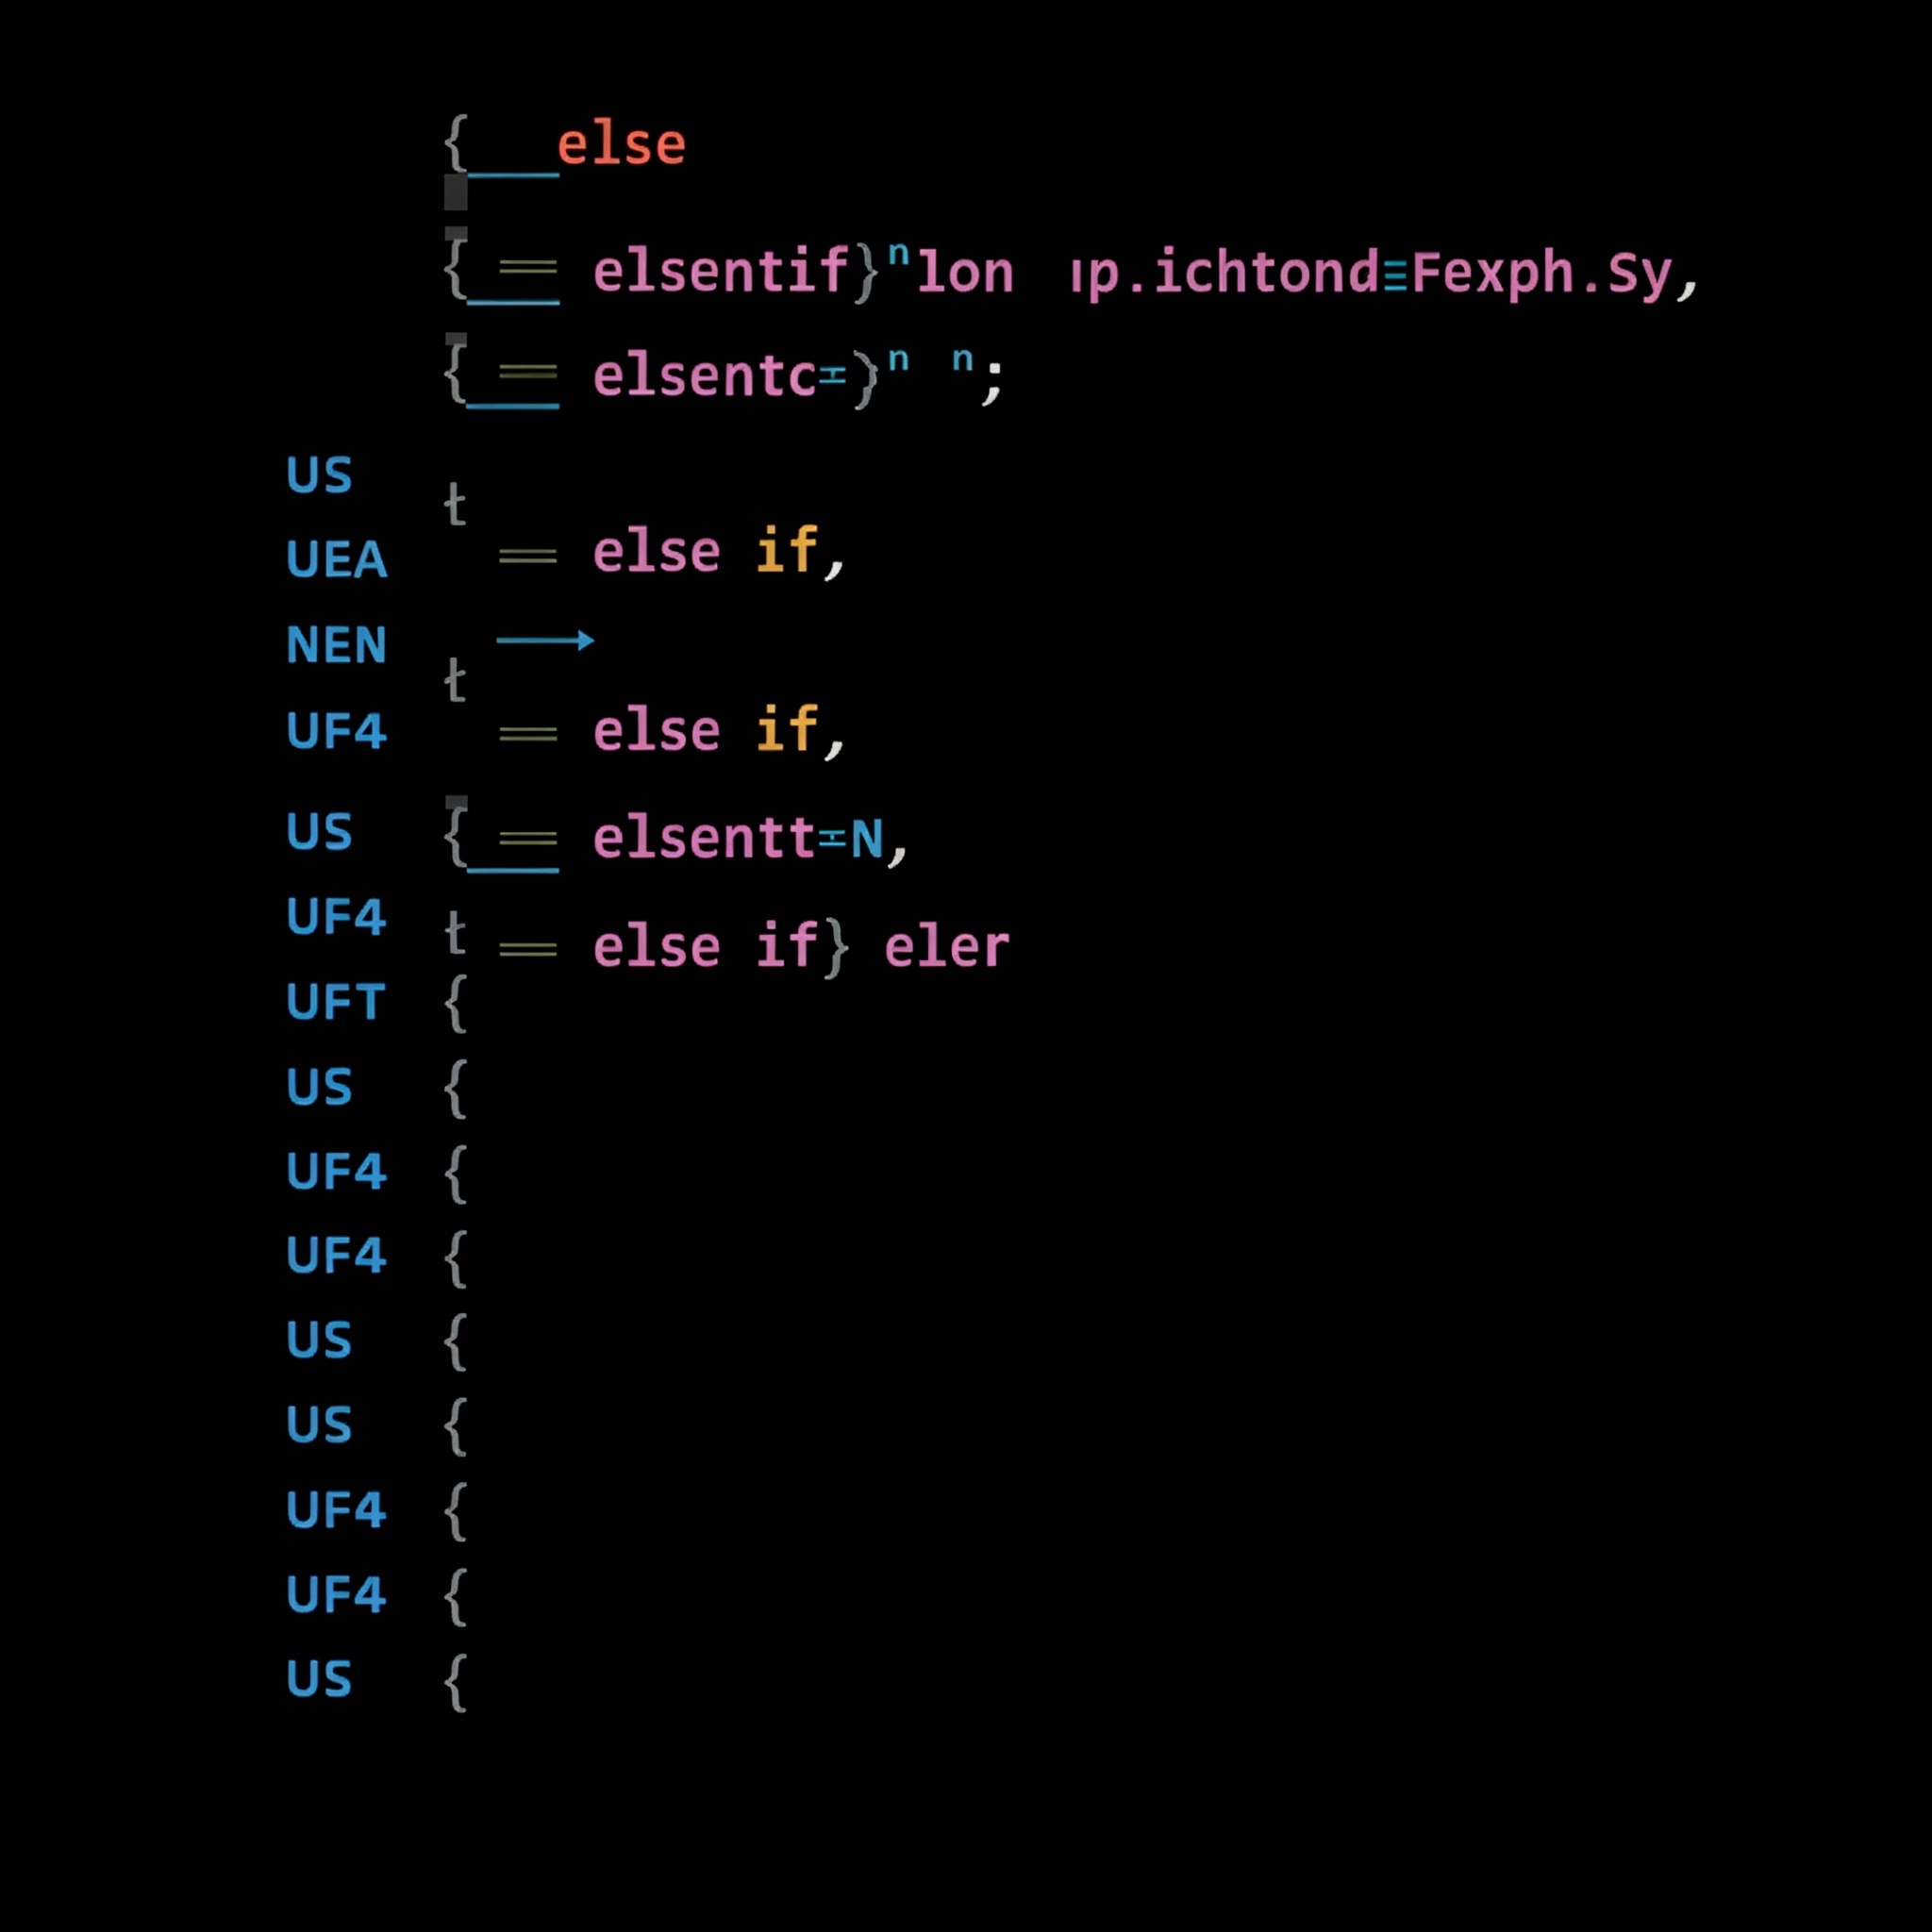 { else
{ == elsentif}ⁿlon ıp.ichtond≡Fexph.Sy,
{ == elsentc=}ⁿ ⁿ;
US ŧ
UEA == else if,
NEN → ŧ
UF4 == else if,
US { == elsentt=N,
UF4 ŧ == else if} eler
UFT {
US {
UF4 {
UF4 {
US {
US {
UF4 {
UF4 {
US {